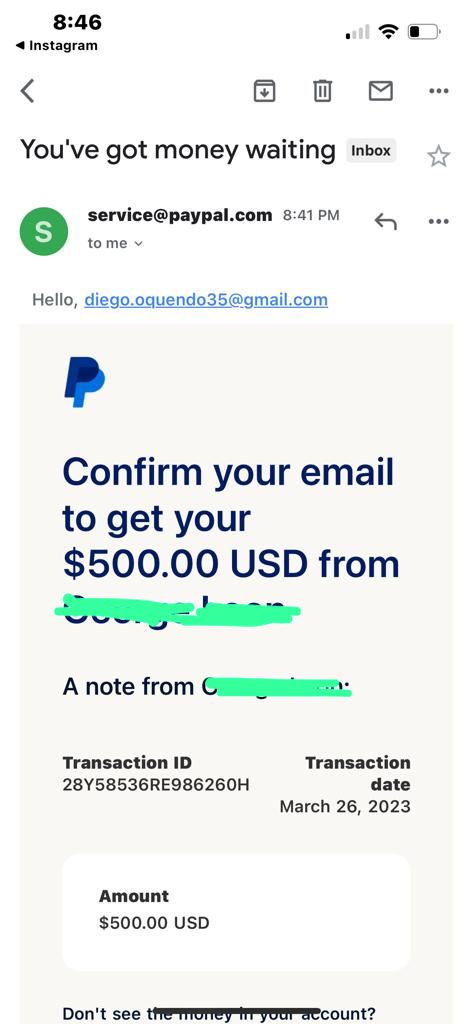 8:46
Instagram
You've got money waiting Inbox
S
service@paypal.com 8:41 PM
to me
Hello, diego.oquendo35@gmail.com
Confirm your email
to get your
$500.00 USD from
A note from
Transaction ID
28Y58536RE986260H
Transaction
date
March 26, 2023
Amount
$500.00 USD
Don't see the money in your account?